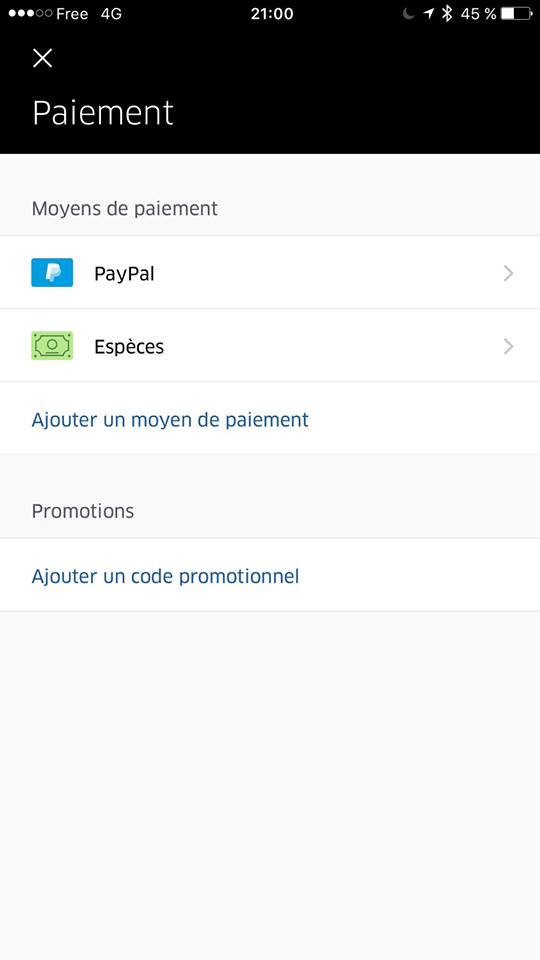 Free 4G 21:00 45 %
Paiement
Moyens de paiement
PayPal
Espèces
Ajouter un moyen de paiement
Promotions
Ajouter un code promotionnel